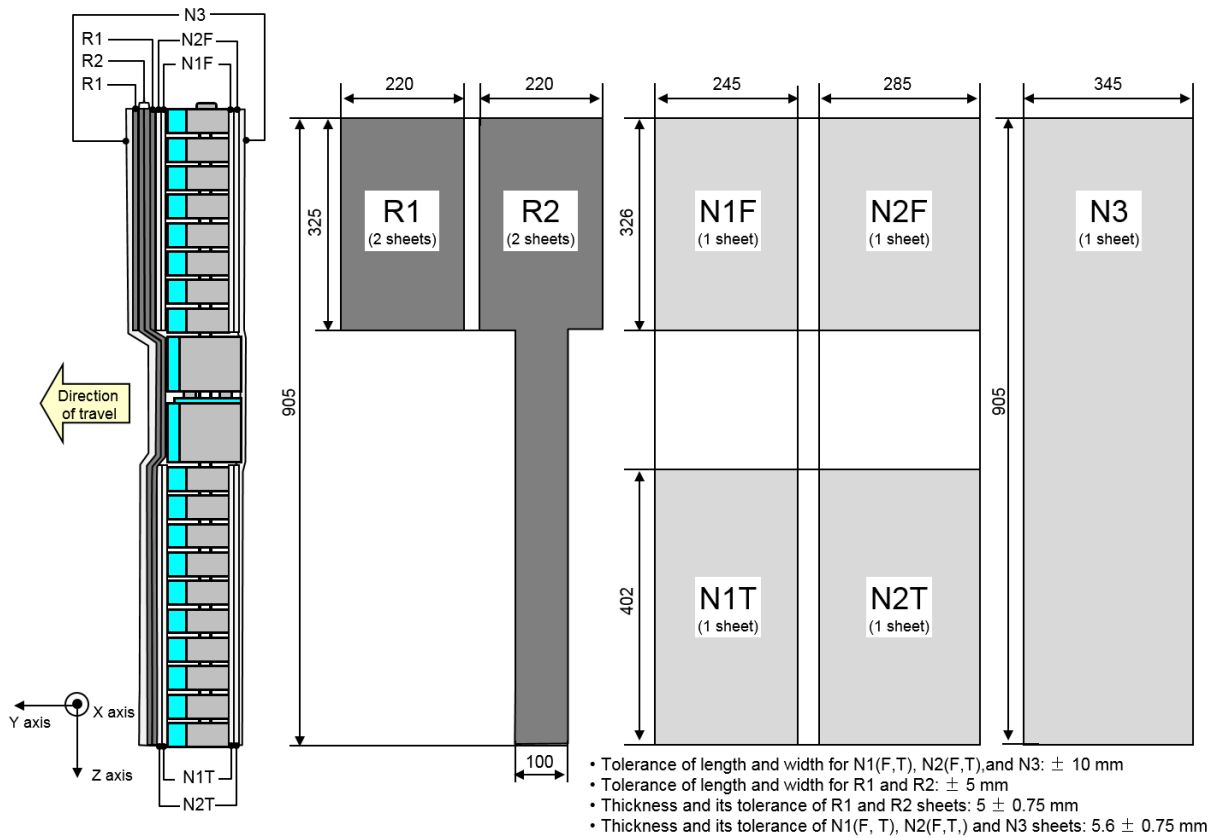 N3
R1
N2F
R2
N1F
R1
220
220
245
285
345
325
R1
(2 sheets)
R2
(2 sheets)
326
N1F
(1 sheet)
N2F
(1 sheet)
N3
(1 sheet)
905
905
Direction
of travel
402
N1T
(1 sheet)
N2T
(1 sheet)
X axis
Y axis
Z axis
N1T
N2T
100
• Tolerance of length and width for N1(F,T), N2(F,T),and N3: ± 10 mm
• Tolerance of length and width for R1 and R2: ± 5 mm
• Thickness and its tolerance of R1 and R2 sheets: 5 ± 0.75 mm
• Thickness and its tolerance of N1(F, T), N2(F,T,) and N3 sheets: 5.6 ± 0.75 mm